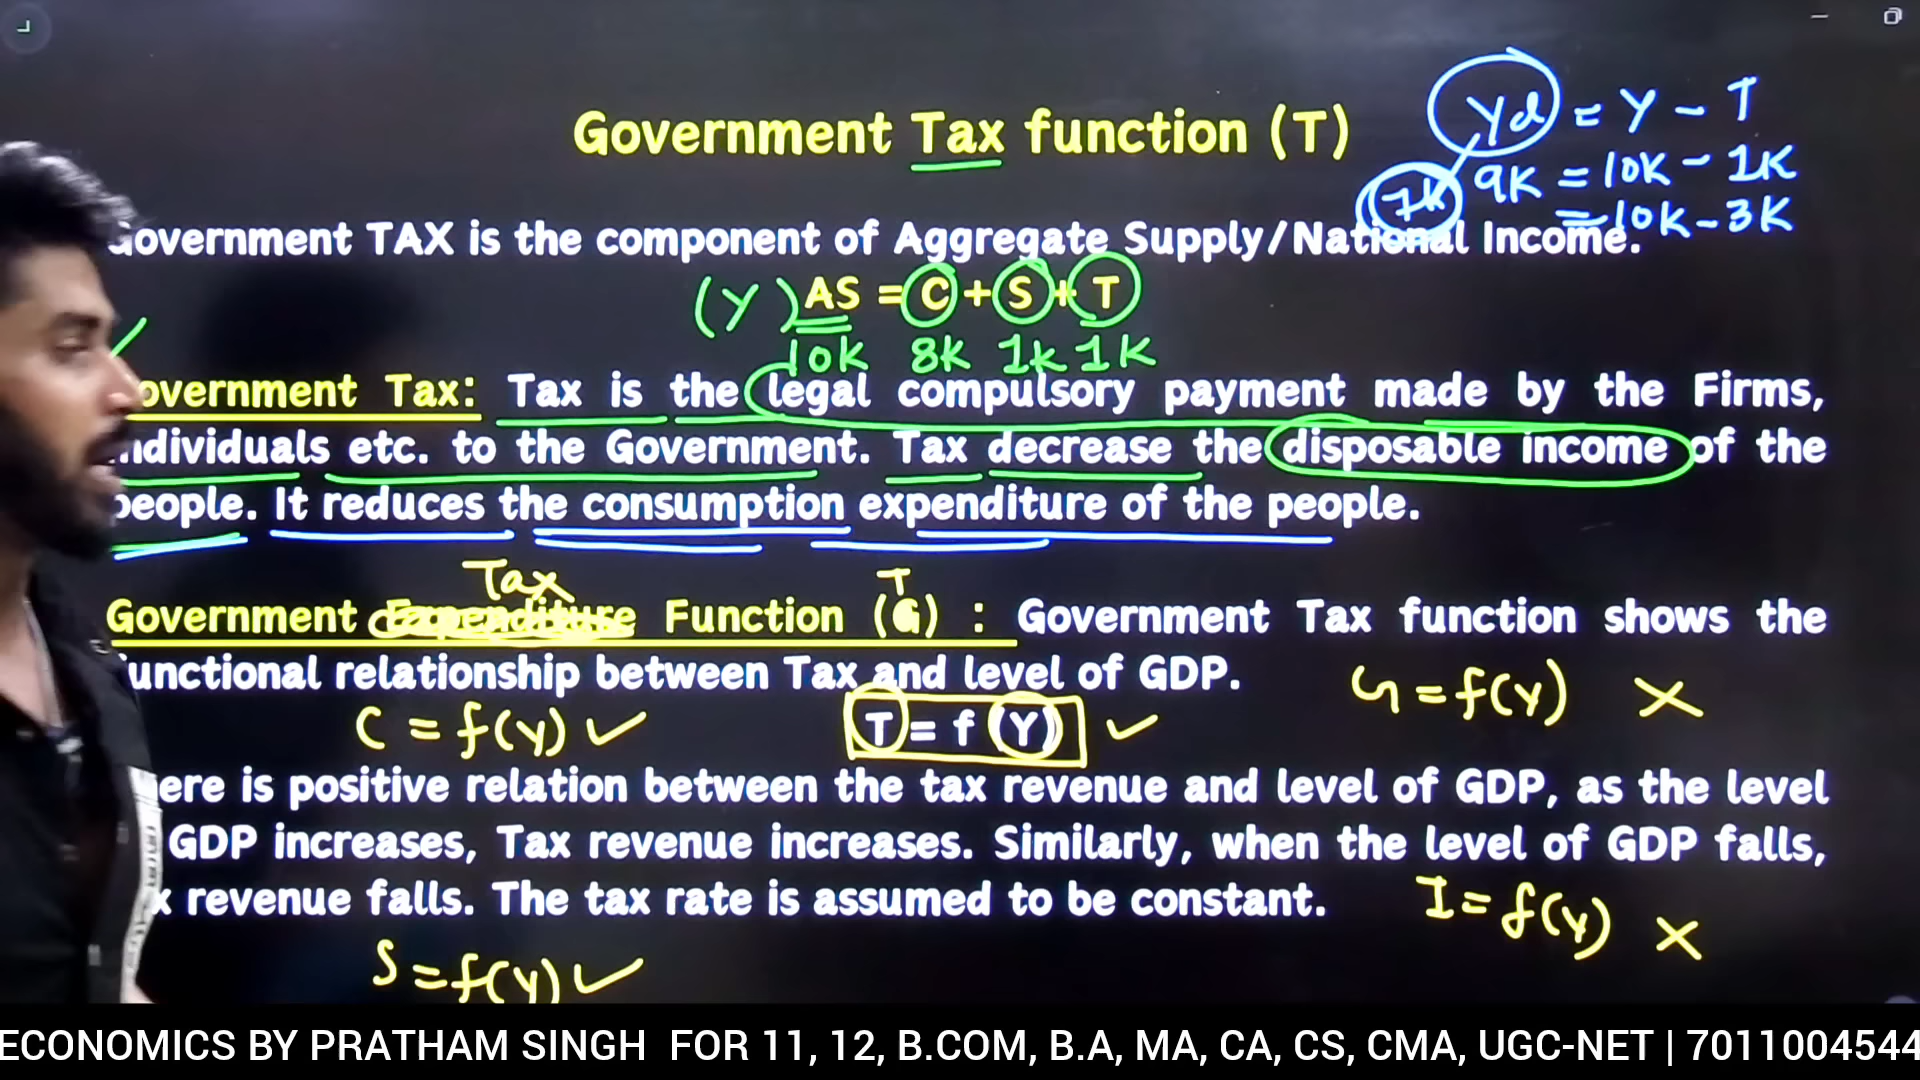 Government Tax function (T)
Yd = Y - T
9K = 10K - 1K
7K = 10K - 3K
Government TAX is the component of Aggregate Supply/National Income.
(Y) AS = C + S + T
10K 8K 1K 1K
Government Tax: Tax is the legal compulsory payment made by the Firms,
individuals etc. to the Government. Tax decrease the disposable income of the
people. It reduces the consumption expenditure of the people.
Tax T
Government Expenditure Function (G) : Government Tax function shows the
functional relationship between Tax and level of GDP.
G = f(Y) X
C = f(Y) ✓ T = f (Y) ✓
ere is positive relation between the tax revenue and level of GDP, as the level
GDP increases, Tax revenue increases. Similarly, when the level of GDP falls,
x revenue falls. The tax rate is assumed to be constant.
I = f(Y) X
S = f(Y) ✓
ECONOMICS BY PRATHAM SINGH FOR 11, 12, B.COM, B.A, MA, CA, CS, CMA, UGC-NET | 7011004544